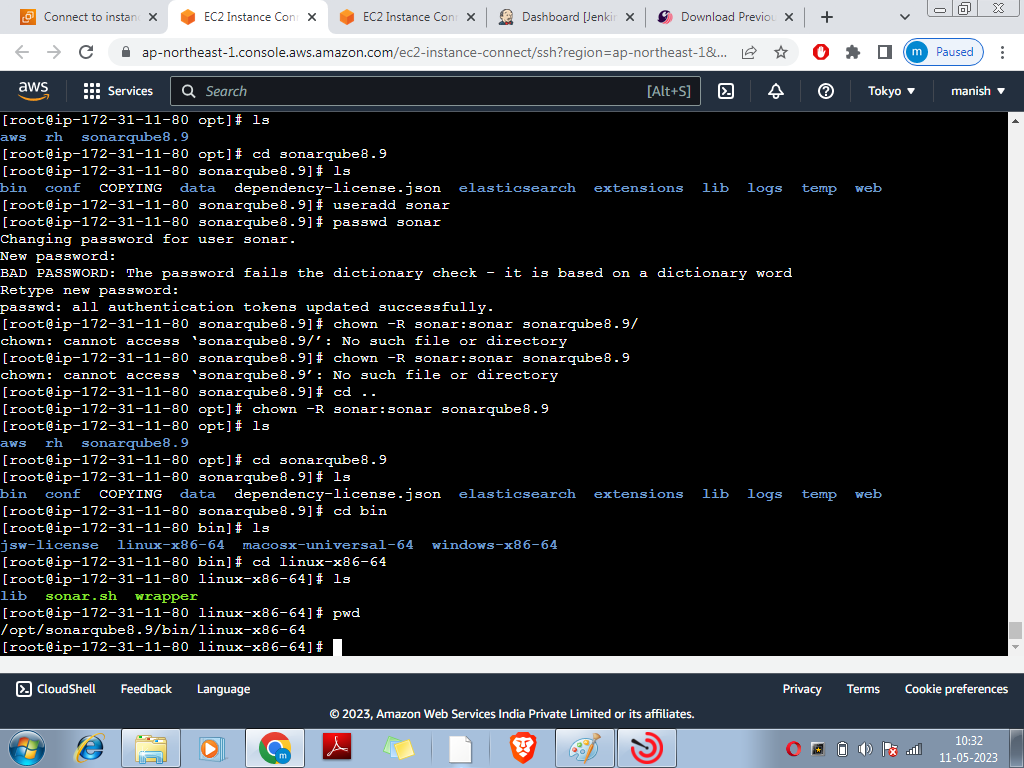 Connect to instan
EC2 Instance Conn
EC2 Instance Conn
Dashboard [Jenkin
Download Previou
ap-northeast-1.console.aws.amazon.com/ec2-instance-connect/ssh?region=ap-northeast-1&...
m Paused
aws Services Search [Alt+S] Tokyo manish
[root@ip-172-31-11-80 opt]# ls
aws rh sonarqube8.9
[root@ip-172-31-11-80 opt]# cd sonarqube8.9
[root@ip-172-31-11-80 sonarqube8.9]# ls
bin conf COPYING data dependency-license.json elasticsearch extensions lib logs temp web
[root@ip-172-31-11-80 sonarqube8.9]# useradd sonar
[root@ip-172-31-11-80 sonarqube8.9]# passwd sonar
Changing password for user sonar.
New password:
BAD PASSWORD: The password fails the dictionary check - it is based on a dictionary word
Retype new password:
passwd: all authentication tokens updated successfully.
[root@ip-172-31-11-80 sonarqube8.9]# chown -R sonar:sonar sonarqube8.9/
chown: cannot access ‘sonarqube8.9/’: No such file or directory
[root@ip-172-31-11-80 sonarqube8.9]# chown -R sonar:sonar sonarqube8.9
chown: cannot access ‘sonarqube8.9’: No such file or directory
[root@ip-172-31-11-80 sonarqube8.9]# cd ..
[root@ip-172-31-11-80 opt]# chown -R sonar:sonar sonarqube8.9
[root@ip-172-31-11-80 opt]# ls
aws rh sonarqube8.9
[root@ip-172-31-11-80 opt]# cd sonarqube8.9
[root@ip-172-31-11-80 sonarqube8.9]# ls
bin conf COPYING data dependency-license.json elasticsearch extensions lib logs temp web
[root@ip-172-31-11-80 sonarqube8.9]# cd bin
[root@ip-172-31-11-80 bin]# ls
jsw-license linux-x86-64 macosx-universal-64 windows-x86-64
[root@ip-172-31-11-80 bin]# cd linux-x86-64
[root@ip-172-31-11-80 linux-x86-64]# ls
lib sonar.sh wrapper
[root@ip-172-31-11-80 linux-x86-64]# pwd
/opt/sonarqube8.9/bin/linux-x86-64
[root@ip-172-31-11-80 linux-x86-64]#
CloudShell Feedback Language Privacy Terms Cookie preferences
© 2023, Amazon Web Services India Private Limited or its affiliates.
m
10:32
11-05-2023